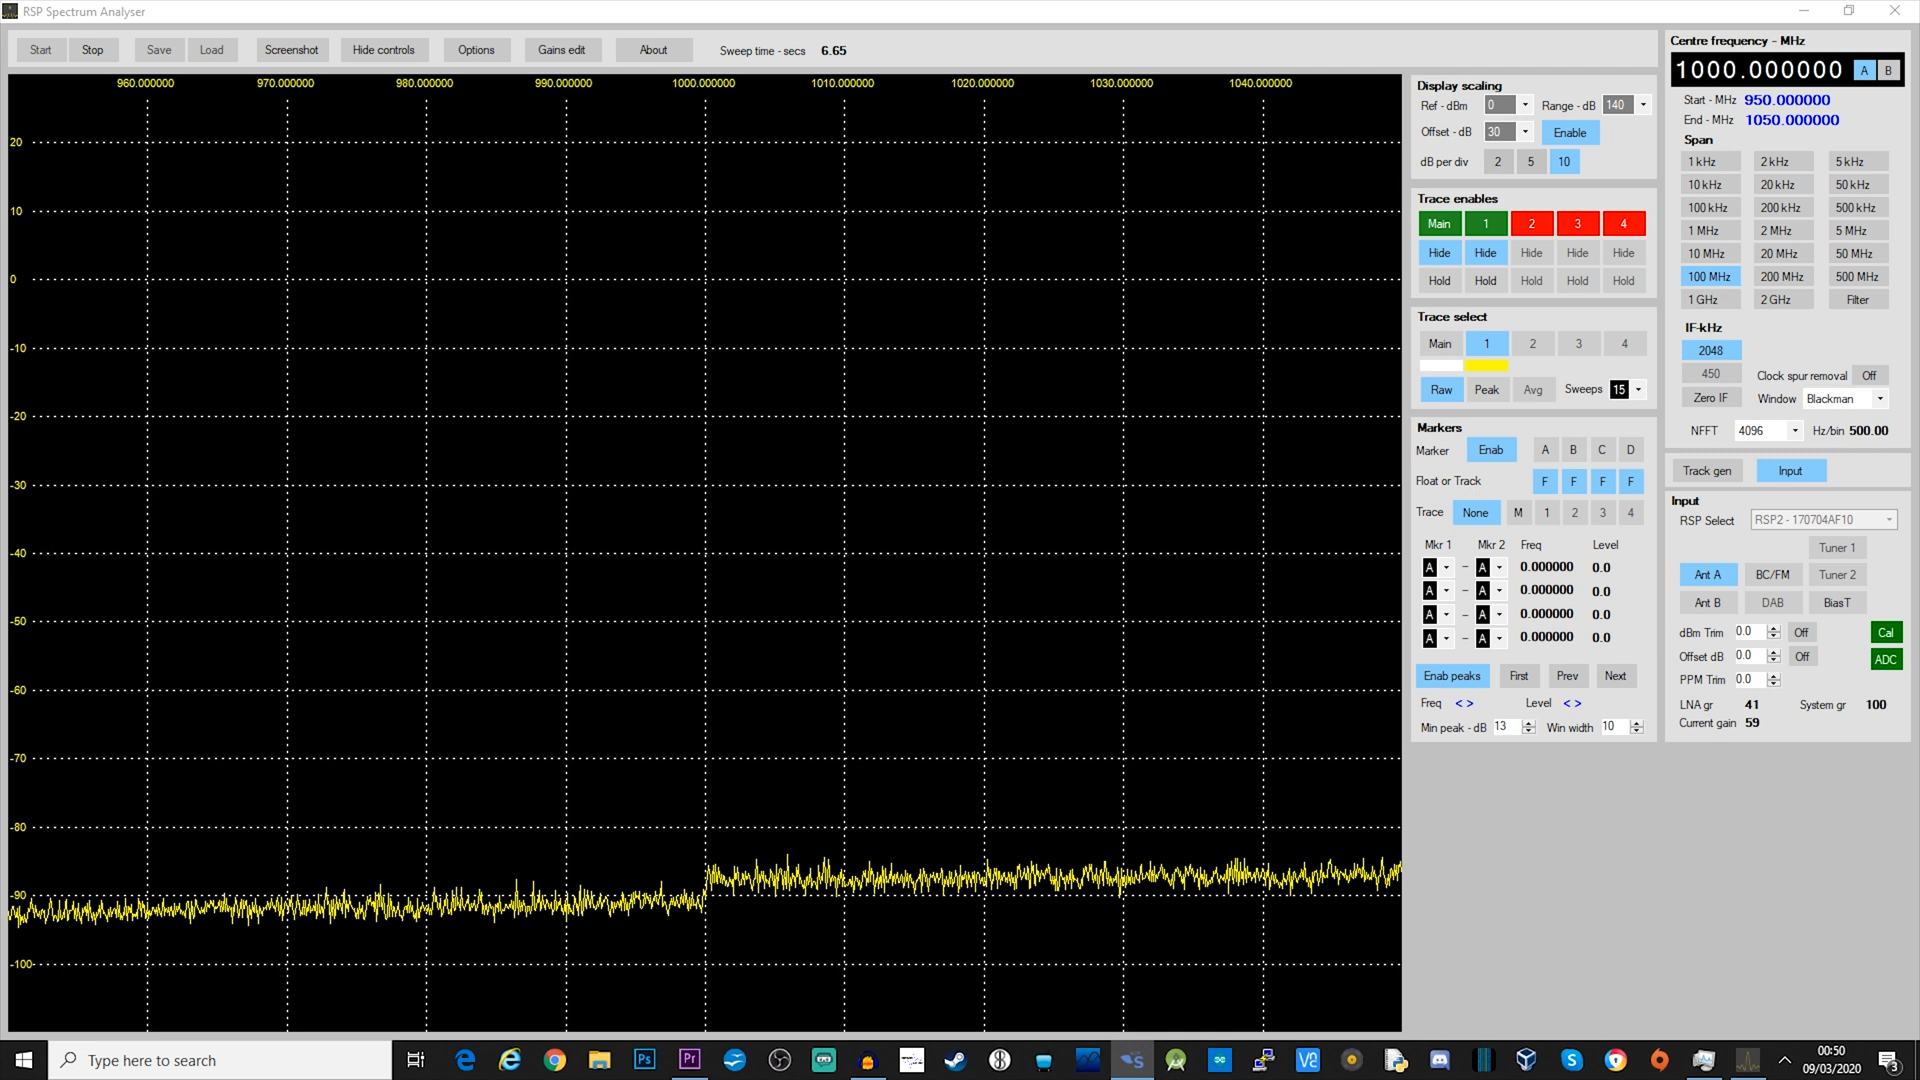 RSP Spectrum Analyser
Start Stop Save Load Screenshot Hide controls Options Gains edit About Sweep time - secs 6.65
960.000000 970.000000 980.000000 990.000000 1000.000000 1010.000000 1020.000000 1030.000000 1040.000000
20
10
0
-10
-20
-30
-40
-50
-60
-70
-80
-90
-100
Display scaling
Ref - dBm 0 Range - dB 140
Offset - dB 30 Enable
dB per div 2 5 10
Trace enables
Main 1 2 3 4
Hide Hide Hide Hide Hide
Hold Hold Hold Hold Hold
Trace select
Main 1 2 3 4
Raw Peak Avg Sweeps 15
Markers
Marker Enab A B C D
Float or Track F F F F
Trace None M 1 2 3 4
Mkr 1 Mkr 2 Freq Level
A - A 0.000000 0.0
A - A 0.000000 0.0
A - A 0.000000 0.0
A - A 0.000000 0.0
Enab peaks First Prev Next
Freq < > Level < >
Min peak - dB 13 Win width 10
Centre frequency - MHz
1000.000000 A B
Start - MHz 950.000000
End - MHz 1050.000000
Span
1 kHz 2 kHz 5 kHz
10 kHz 20 kHz 50 kHz
100 kHz 200 kHz 500 kHz
1 MHz 2 MHz 5 MHz
10 MHz 20 MHz 50 MHz
100 MHz 200 MHz 500 MHz
1 GHz 2 GHz Filter
IF-kHz
2048
450 Clock spur removal Off
Zero IF Window Blackman
NFFT 4096 Hz/bin 500.00
Track gen Input
Input
RSP Select RSP2 - 170704AF10
Tuner 1
Ant A BC/FM Tuner 2
Ant B DAB BiasT
dBm Trim 0.0 Off Cal
Offset dB 0.0 Off ADC
PPM Trim 0.0
LNA gr 41 System gr 100
Current gain 59
Type here to search
Ps Pr
00:50
09/03/2020
3